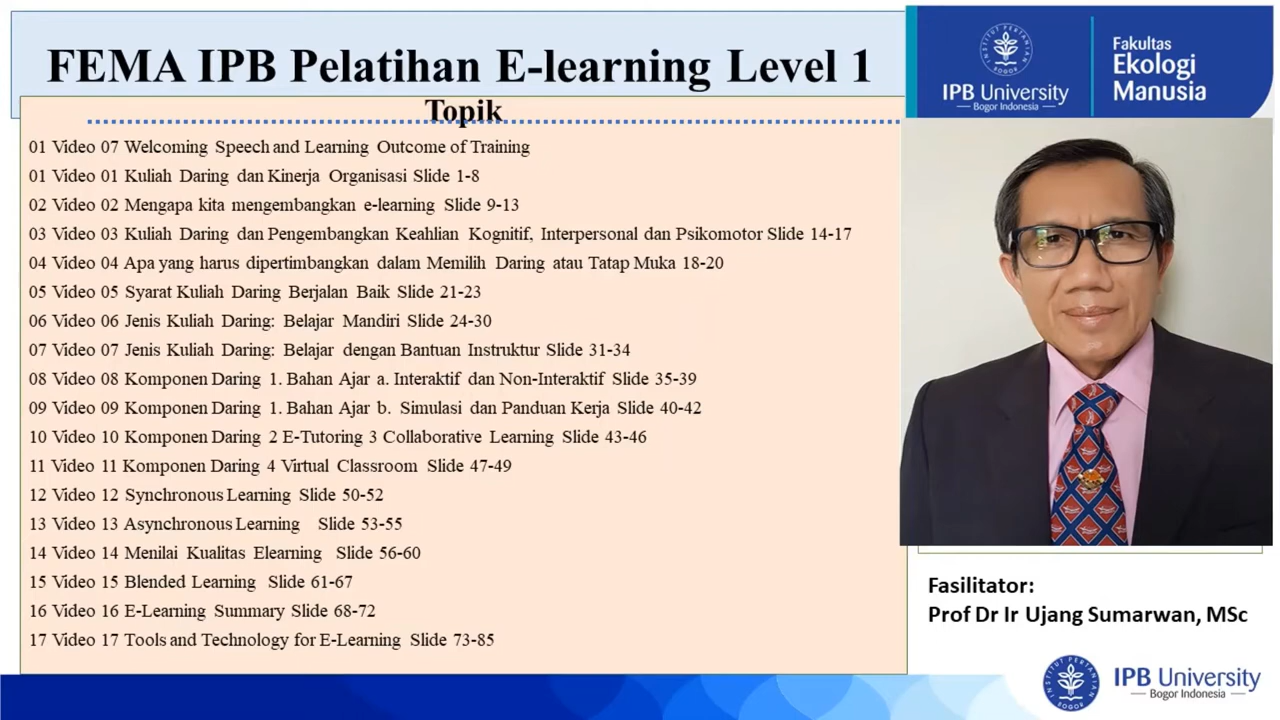 FEMA IPB Pelatihan E-learning Level 1
Topik
01 Video 07 Welcoming Speech and Learning Outcome of Training
01 Video 01 Kuliah Daring dan Kinerja Organisasi Slide 1-8
02 Video 02 Mengapa kita mengembangkan e-learning Slide 9-13
03 Video 03 Kuliah Daring dan Pengembangkan Keahlian Kognitif, Interpersonal dan Psikomotor Slide 14-17
04 Video 04 Apa yang harus dipertimbangkan dalam Memilih Daring atau Tatap Muka 18-20
05 Video 05 Syarat Kuliah Daring Berjalan Baik Slide 21-23
06 Video 06 Jenis Kuliah Daring: Belajar Mandiri Slide 24-30
07 Video 07 Jenis Kuliah Daring: Belajar dengan Bantuan Instruktur Slide 31-34
08 Video 08 Komponen Daring 1. Bahan Ajar a. Interaktif dan Non-Interaktif Slide 35-39
09 Video 09 Komponen Daring 1. Bahan Ajar b. Simulasi dan Panduan Kerja Slide 40-42
10 Video 10 Komponen Daring 2 E-Tutoring 3 Collaborative Learning Slide 43-46
11 Video 11 Komponen Daring 4 Virtual Classroom Slide 47-49
12 Video 12 Synchronous Learning Slide 50-52
13 Video 13 Asynchronous Learning Slide 53-55
14 Video 14 Menilai Kualitas Elearning Slide 56-60
15 Video 15 Blended Learning Slide 61-67
16 Video 16 E-Learning Summary Slide 68-72
17 Video 17 Tools and Technology for E-Learning Slide 73-85
INSTITUT PERTANIAN BOGOR
IPB University
Bogor Indonesia
Fakultas
Ekologi
Manusia
Fasilitator:
Prof Dr Ir Ujang Sumarwan, MSc
INSTITUT PERTANIAN BOGOR
IPB University
Bogor Indonesia